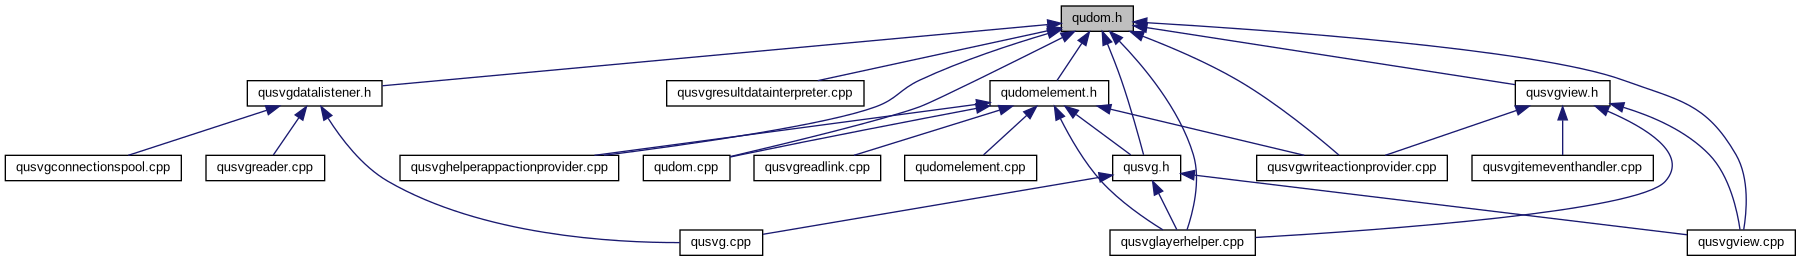 qudom.h
qusvgdatalistener.h
qusvgresultdatainterpreter.cpp
qudomelement.h
qusvgview.h
qusvgconnectionspool.cpp
qusvgreader.cpp
qusvghelperappactionprovider.cpp
qudom.cpp
qusvgreadlink.cpp
qudomelement.cpp
qusvg.h
qusvgwriteactionprovider.cpp
qusvgitemeventhandler.cpp
qusvg.cpp
qusvglayerhelper.cpp
qusvgview.cpp